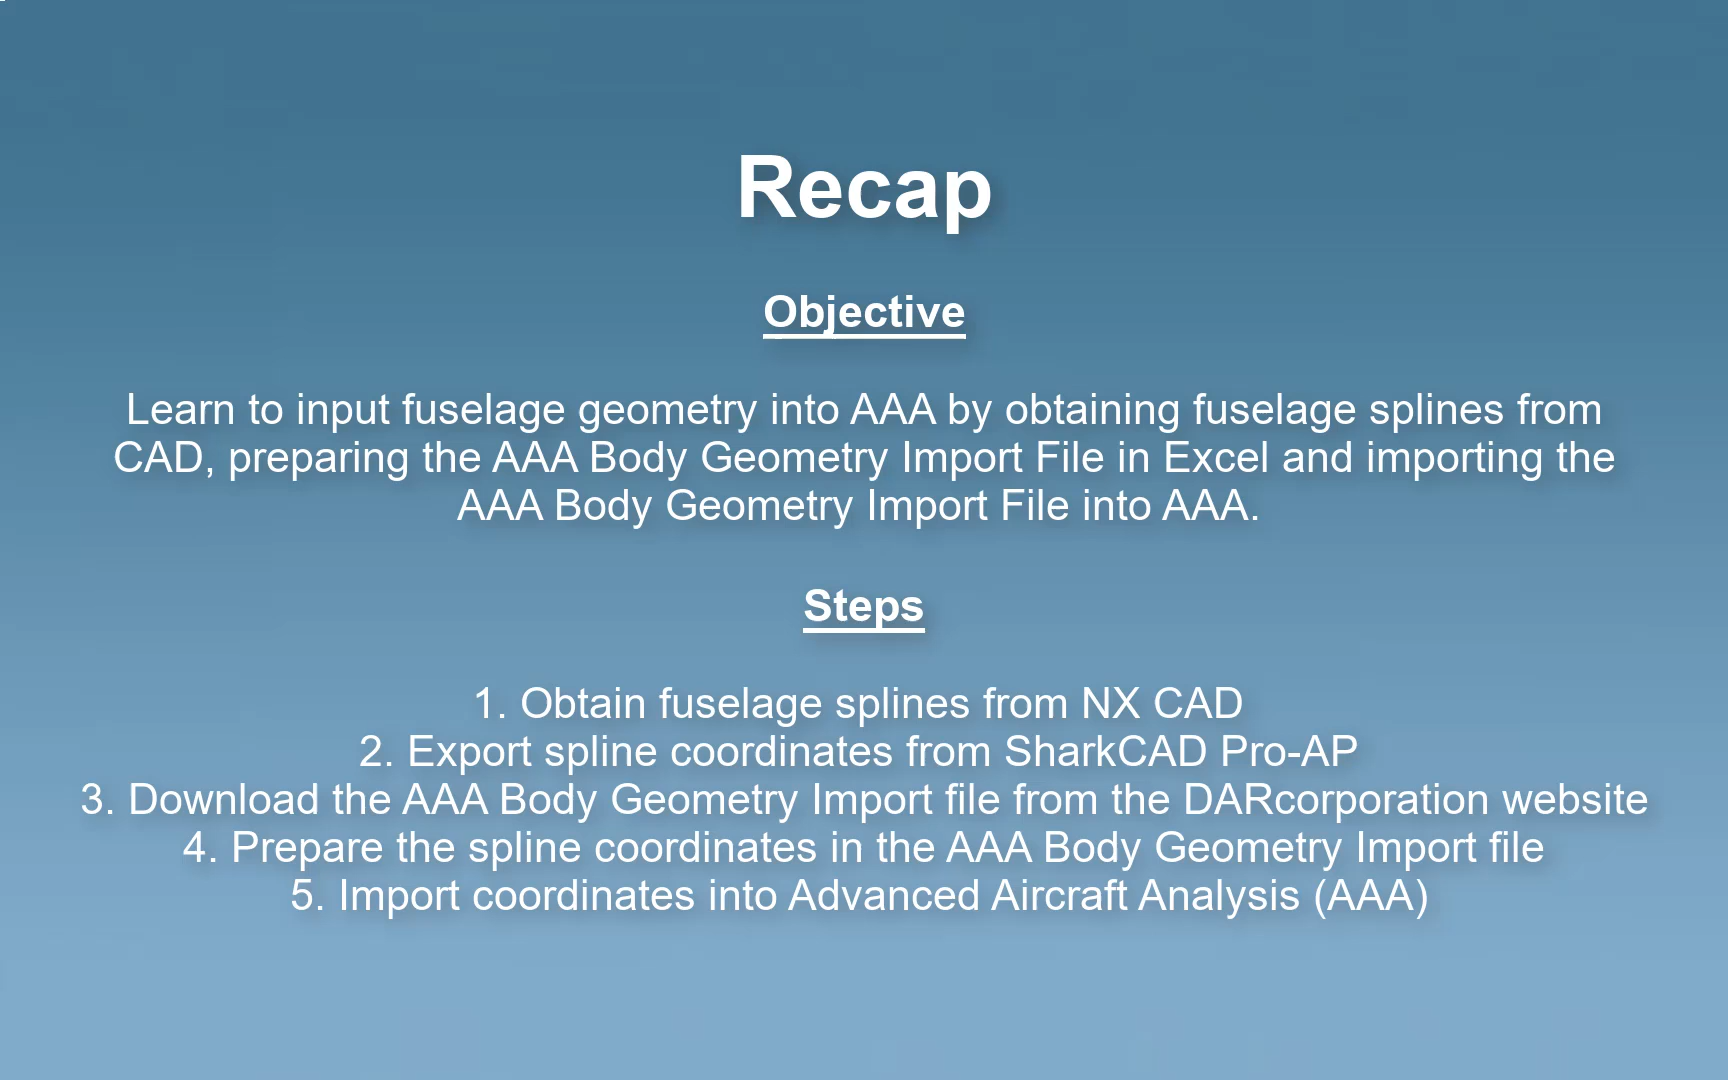 Recap
Objective
Learn to input fuselage geometry into AAA by obtaining fuselage splines from
CAD, preparing the AAA Body Geometry Import File in Excel and importing the
AAA Body Geometry Import File into AAA.
Steps
1. Obtain fuselage splines from NX CAD
2. Export spline coordinates from SharkCAD Pro-AP
3. Download the AAA Body Geometry Import file from the DARcorporation website
4. Prepare the spline coordinates in the AAA Body Geometry Import file
5. Import coordinates into Advanced Aircraft Analysis (AAA)